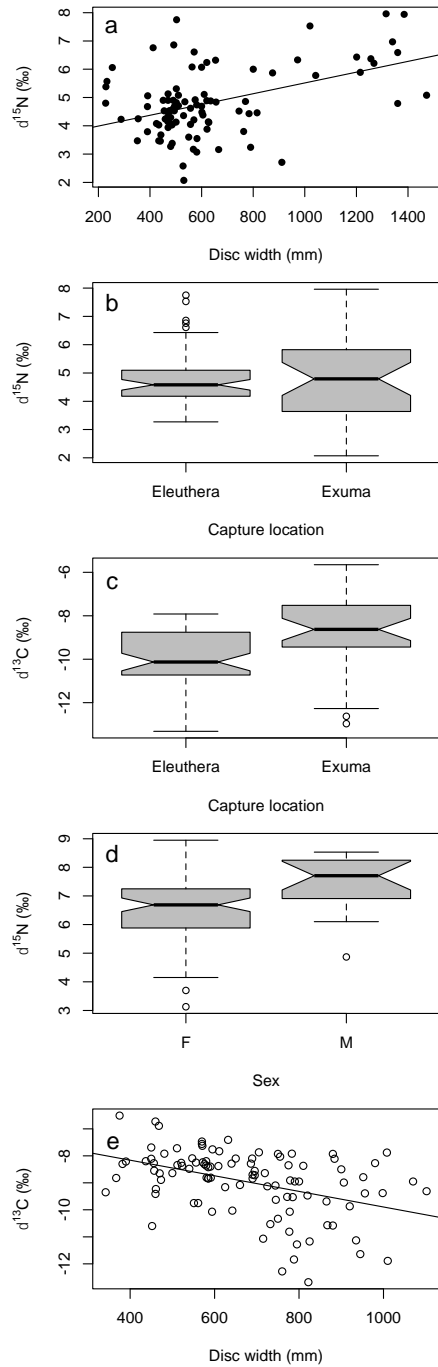 a
d¹⁵N (‰)
8
7
6
5
4
3
2
200 400 600 800 1000 1200 1400
Disc width (mm)
b
d¹⁵N (‰)
8
7
6
5
4
3
2
Eleuthera Exuma
Capture location
c
d¹³C (‰)
-6
-8
-10
-12
Eleuthera Exuma
Capture location
d
d¹⁵N (‰)
9
8
7
6
5
4
3
F M
Sex
e
d¹³C (‰)
-8
-10
-12
400 600 800 1000
Disc width (mm)